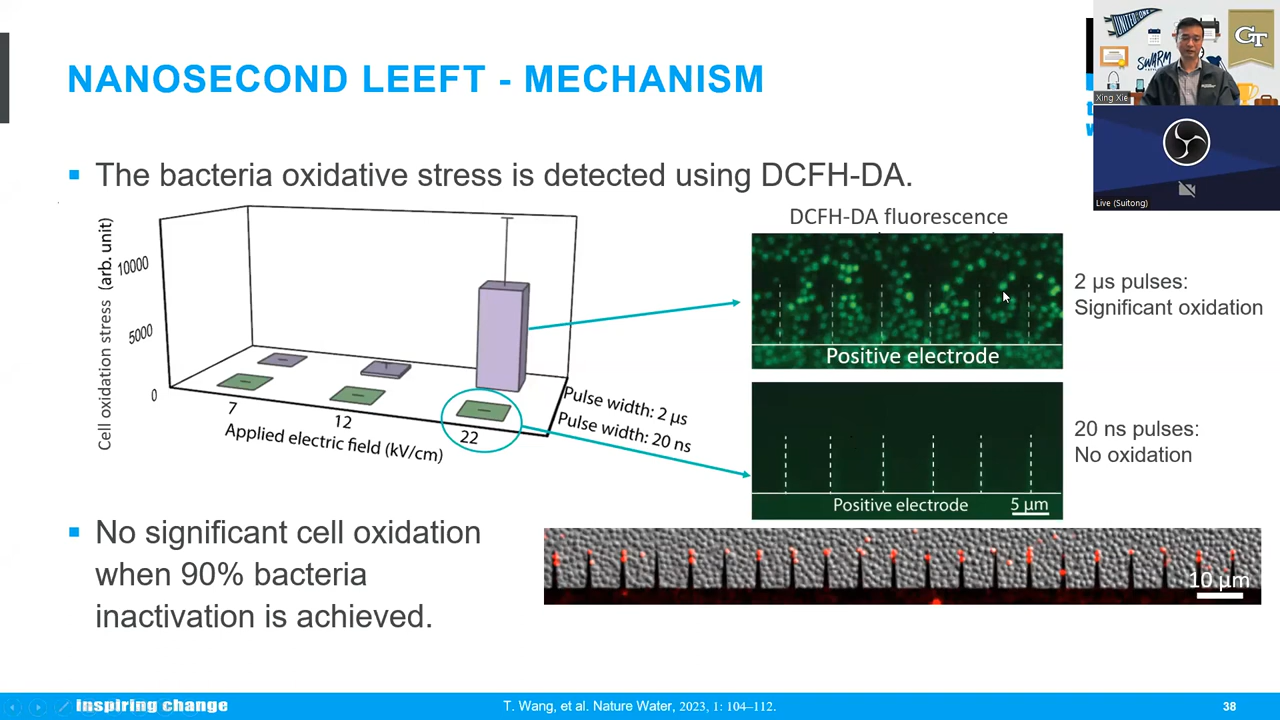 NANOSECOND LEEFT - MECHANISM
UNITED
ONE
SWARM
GT
Xing Xie
Live (Suitong)
The bacteria oxidative stress is detected using DCFH-DA.
Cell oxidation stress (arb. unit)
10000
5000
0
7
12
22
Applied electric field (kV/cm)
Pulse width: 2 μs
Pulse width: 20 ns
DCFH-DA fluorescence
Positive electrode
2 μs pulses:
Significant oxidation
Positive electrode
5 μm
20 ns pulses:
No oxidation
No significant cell oxidation
when 90% bacteria
inactivation is achieved.
10 μm
inspiring change
T. Wang, et al. Nature Water, 2023, 1: 104–112.
38